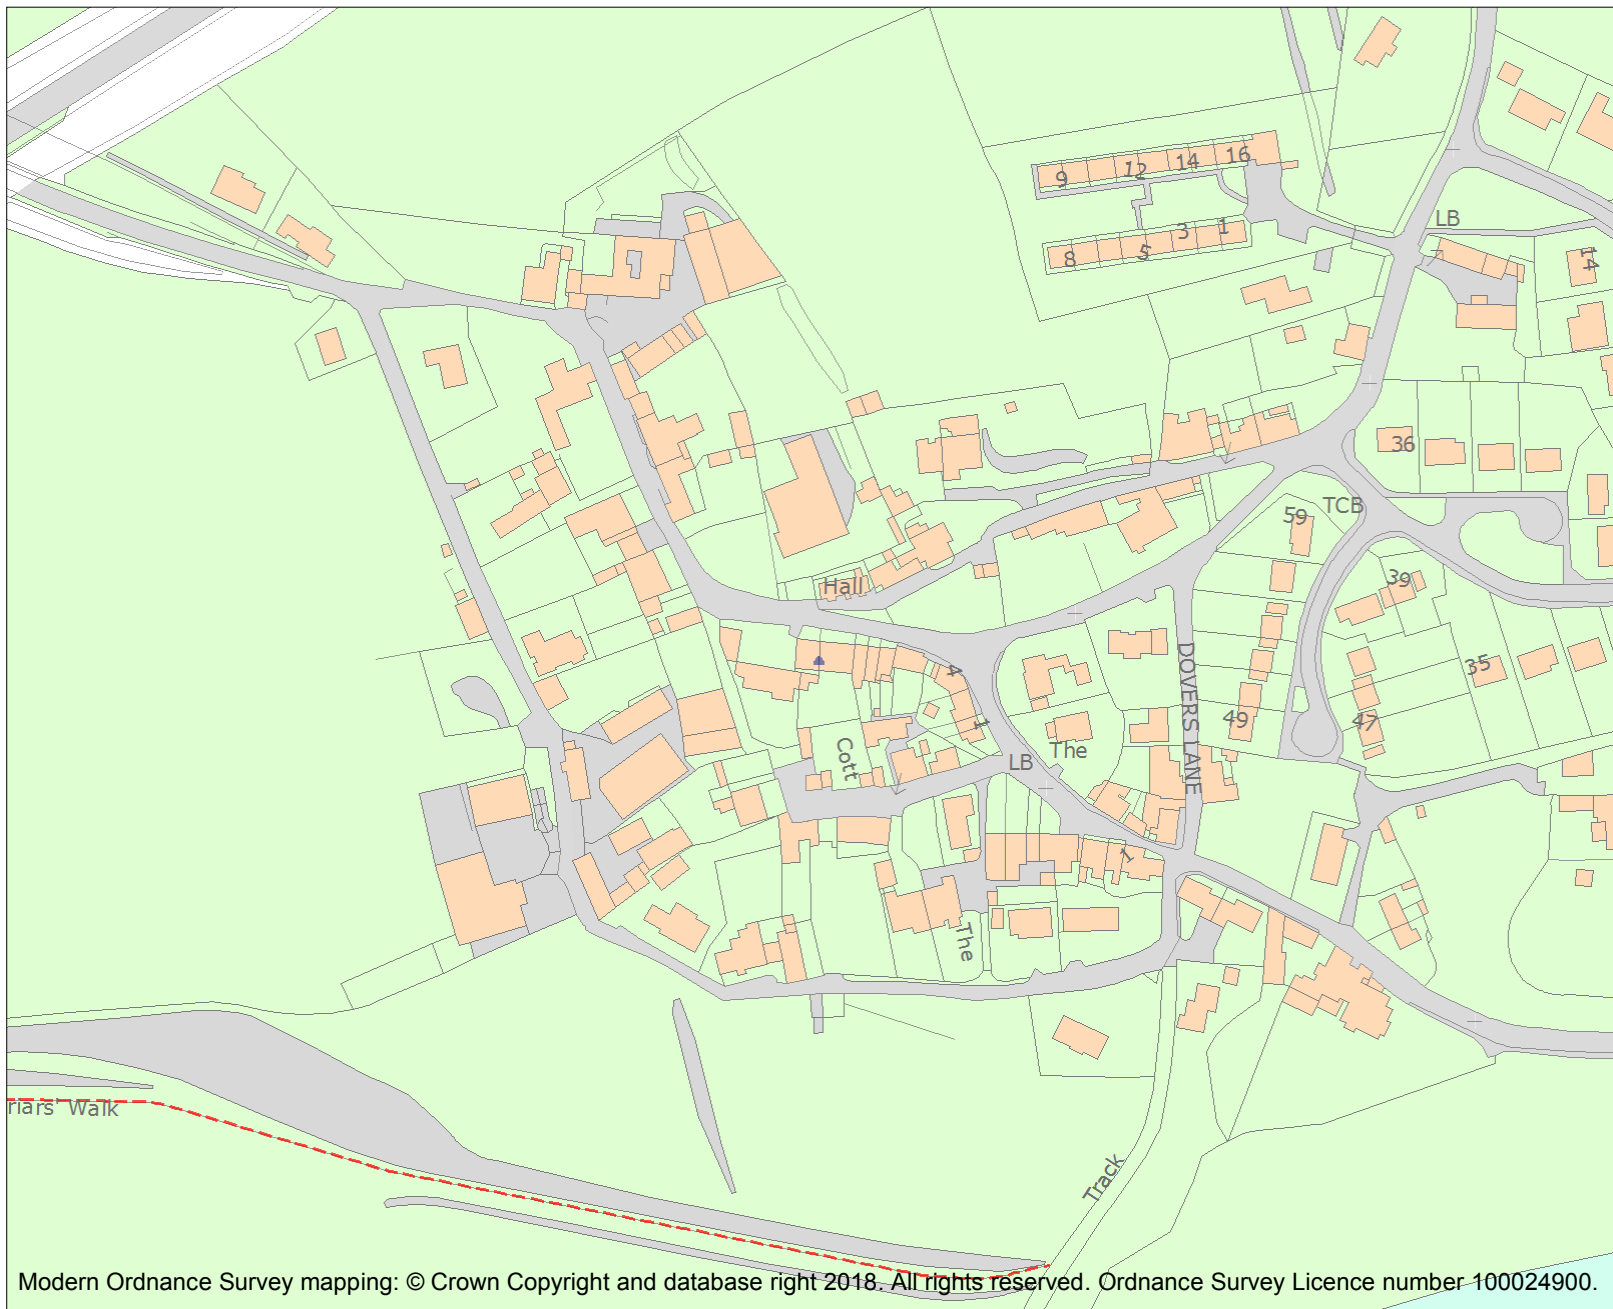 16
14
12
9
LB
1
3
5
8
14
36
TCB
59
39
Hall
35
4
DOVERS LANE
49
47
1
The
LB
Cott
1
The
riars' Walk
Track
Modern Ordnance Survey mapping: © Crown Copyright and database right 2018. All rights reserved. Ordnance Survey Licence number 100024900.